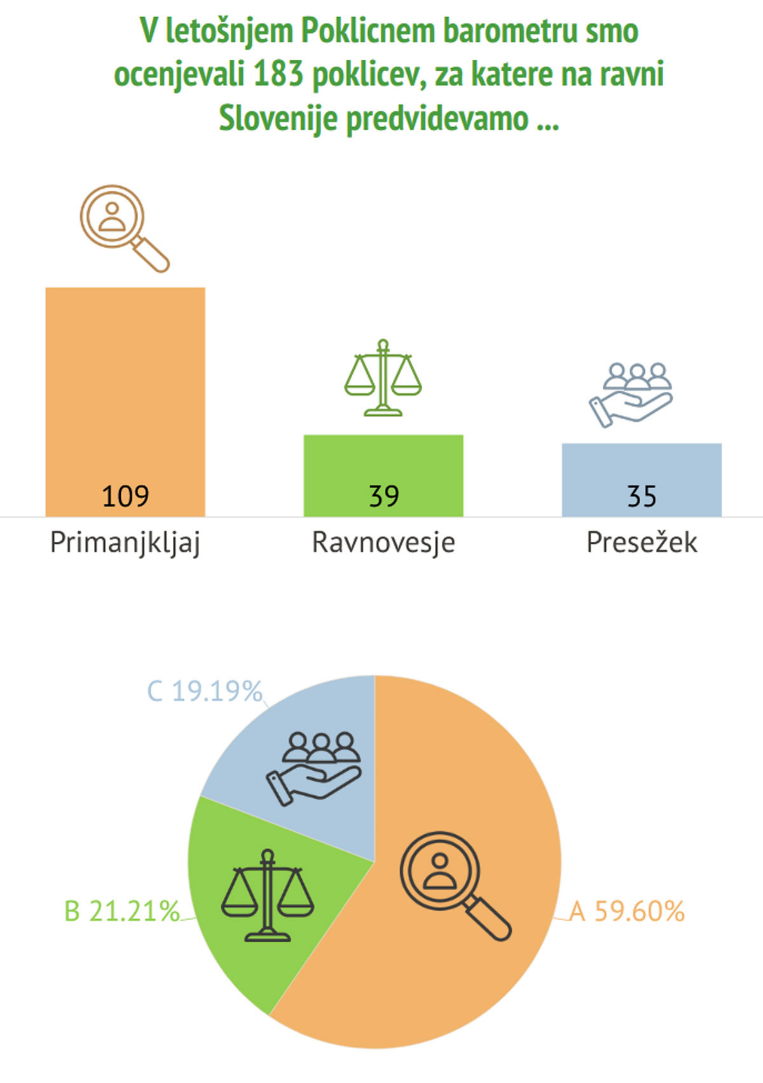 V letošnjem Poklicnem barometru smo
ocenjevali 183 poklicev, za katere na ravni
Slovenije predvidevamo ...
109
39
35
Primanjkljaj
Ravnovesje
Presežek
C 19.19%
B 21.21%
A 59.60%